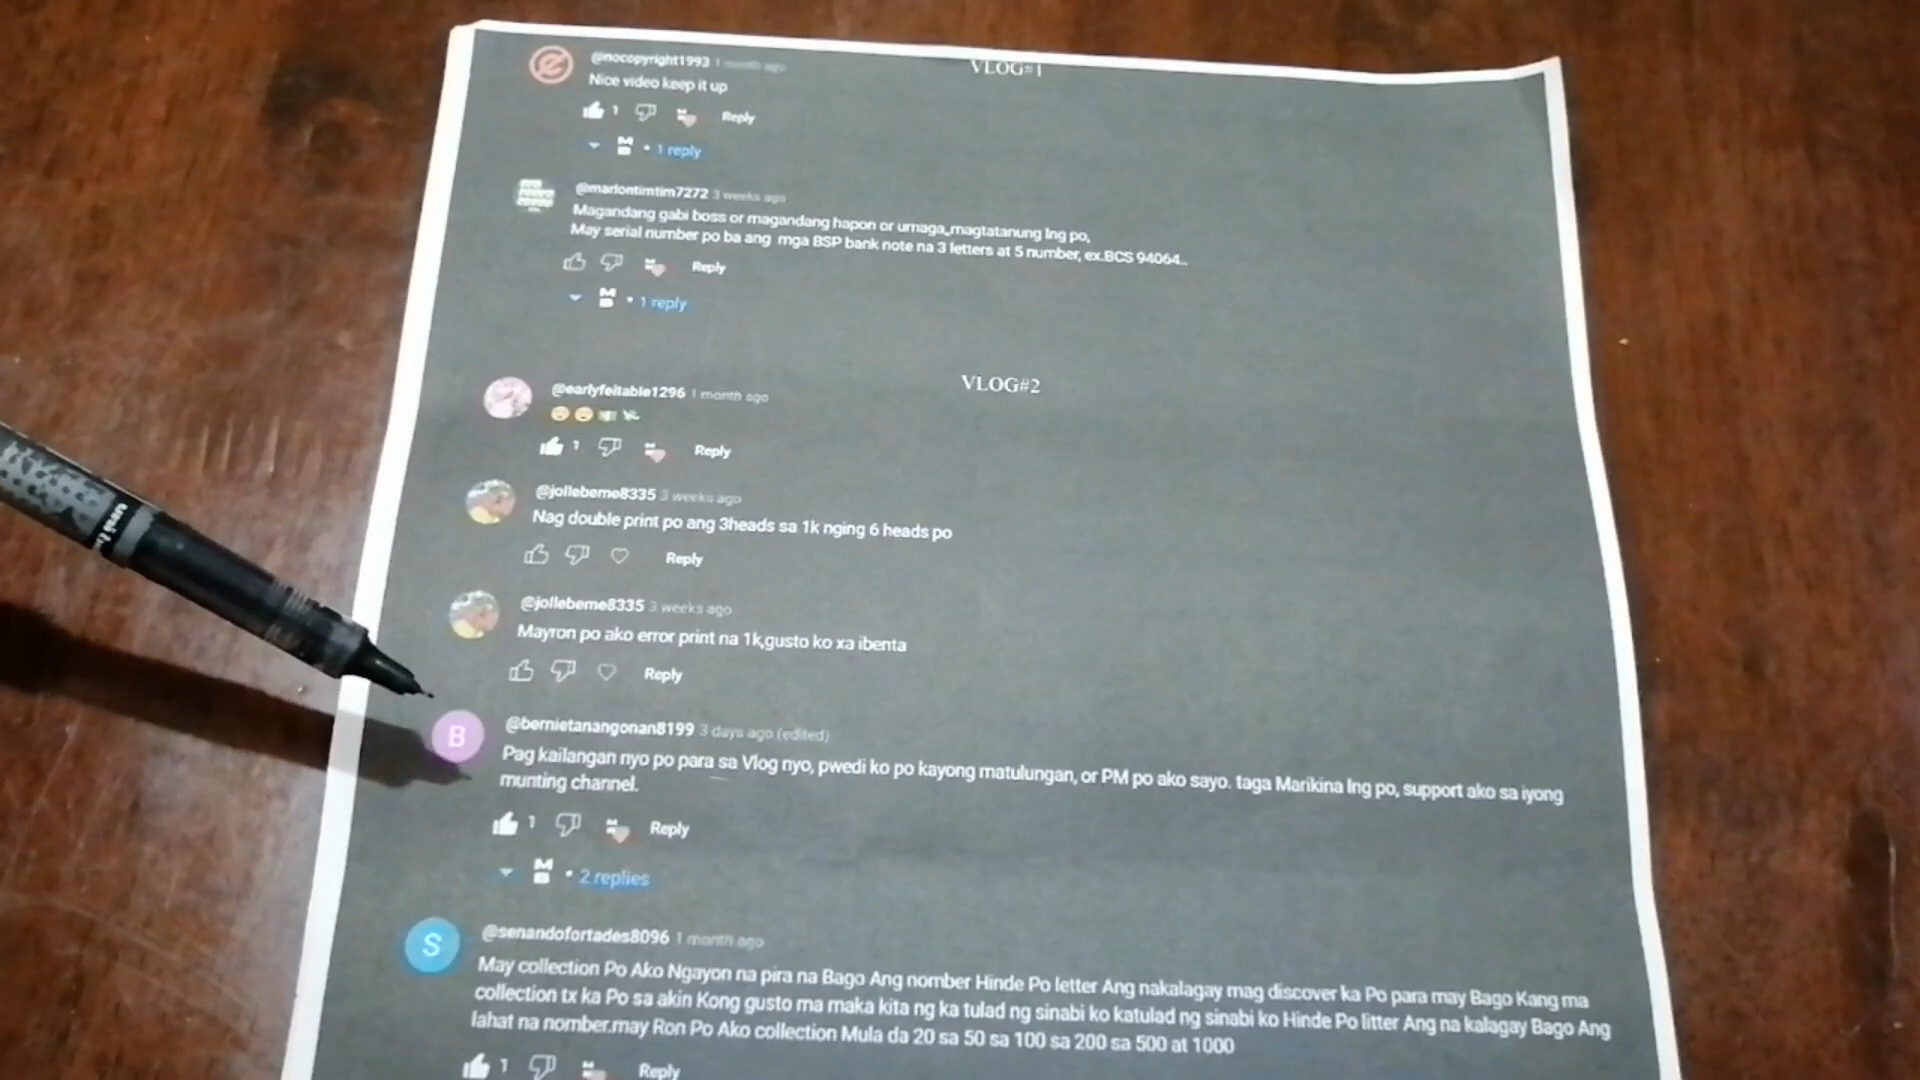 @nocopyright1993 1 month ago
VLOG#1
Nice video keep it up
1 Reply
1 reply
@marlontimtim7272 3 weeks ago
Magandang gabi boss or magandang hapon or umaga,magtatanung lng po,
May serial number po ba ang mga BSP bank note na 3 letters at 5 number, ex.BCS 94064..
Reply
1 reply
VLOG#2
@earlyfeitable1296 1 month ago
1 Reply
@jollebeme8335 3 weeks ago
Nag double print po ang 3heads sa 1k nging 6 heads po
Reply
@jollebeme8335 3 weeks ago
Mayron po ako error print na 1k,gusto ko xa ibenta
Reply
B
@bernietanangonan8199 3 days ago (edited)
Pag kailangan nyo po para sa Vlog nyo, pwedi ko po kayong matulungan, or PM po ako sayo. taga Marikina lng po, support ako sa iyong
munting channel.
1 Reply
2 replies
S
@senandofortades8096 1 month ago
May collection Po Ako Ngayon na pira na Bago Ang nomber Hinde Po letter Ang nakalagay mag discover ka Po para may Bago Kang ma
collection tx ka Po sa akin Kong gusto ma maka kita ng ka tulad ng sinabi ko katulad ng sinabi ko Hinde Po litter Ang na kalagay Bago Ang
lahat na nomber.may Ron Po Ako collection Mula da 20 sa 50 sa 100 sa 200 sa 500 at 1000
1 Reply